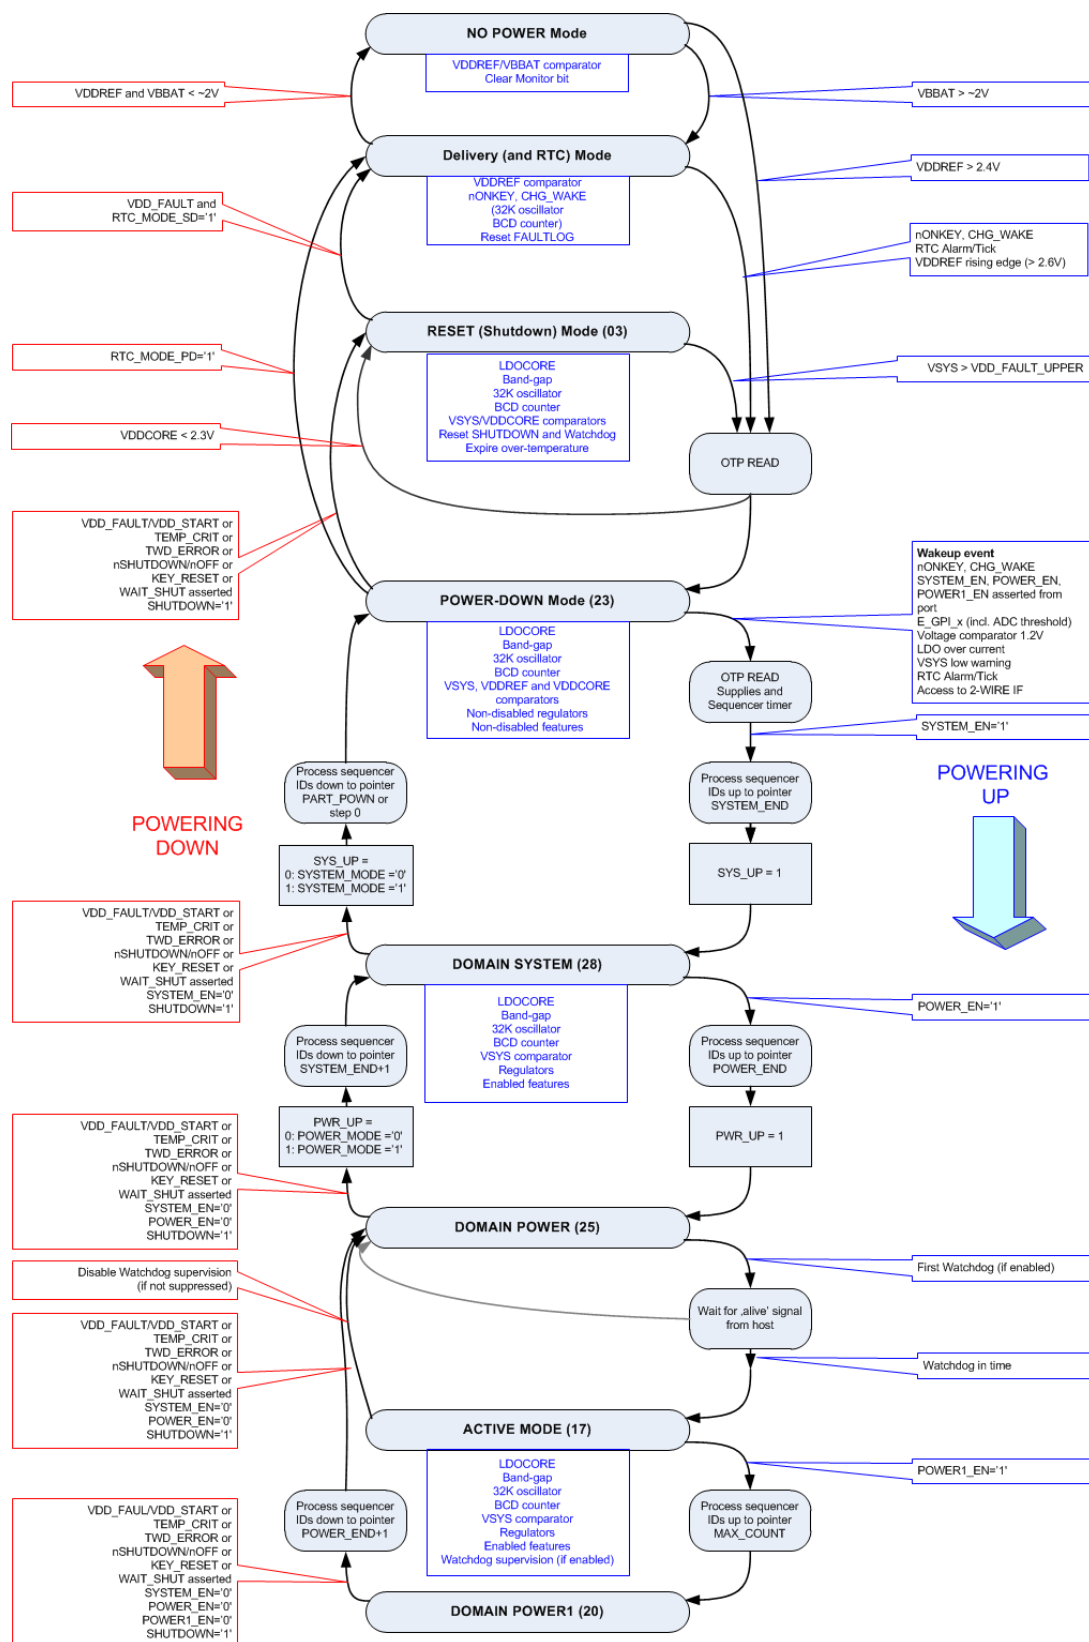 NO POWER Mode
VDDREF/VBBAT comparator
Clear Monitor bit
VDDREF and VBBAT < ~2V
VBBAT > ~2V
Delivery (and RTC) Mode
VDDREF comparator
nONKEY, CHG_WAKE
(32K oscillator
BCD counter)
Reset FAULTLOG
VDDREF > 2.4V
VDD_FAULT and
RTC_MODE_SD='1'
nONKEY, CHG_WAKE
RTC Alarm/Tick
VDDREF rising edge (> 2.6V)
RESET (Shutdown) Mode (03)
LDOCORE
Band-gap
32K oscillator
BCD counter
VSYS/VDDCORE comparators
Reset SHUTDOWN and Watchdog
Expire over-temperature
RTC_MODE_PD='1'
VSYS > VDD_FAULT_UPPER
VDDCORE < 2.3V
OTP READ
VDD_FAULT/VDD_START or
TEMP_CRIT or
TWD_ERROR or
nSHUTDOWN/nOFF or
KEY_RESET or
WAIT_SHUT asserted
SHUTDOWN='1'
Wakeup event
nONKEY, CHG_WAKE
SYSTEM_EN, POWER_EN,
POWER1_EN asserted from
port
E_GPI_x (incl. ADC threshold)
Voltage comparator 1.2V
LDO over current
VSYS low warning
RTC Alarm/Tick
Access to 2-WIRE IF
POWER-DOWN Mode (23)
LDOCORE
Band-gap
32K oscillator
BCD counter
VSYS, VDDREF and VDDCORE
comparators
Non-disabled regulators
Non-disabled features
OTP READ
Supplies and
Sequencer timer
SYSTEM_EN='1'
POWERING
DOWN
POWERING
UP
Process sequencer
IDs down to pointer
PART_POWN or
step 0
Process sequencer
IDs up to pointer
SYSTEM_END
SYS_UP =
0: SYSTEM_MODE ='0'
1: SYSTEM_MODE ='1'
SYS_UP = 1
VDD_FAULT/VDD_START or
TEMP_CRIT or
TWD_ERROR or
nSHUTDOWN/nOFF or
KEY_RESET or
WAIT_SHUT asserted
SYSTEM_EN='0'
SHUTDOWN='1'
DOMAIN SYSTEM (28)
LDOCORE
Band-gap
32K oscillator
BCD counter
VSYS comparator
Regulators
Enabled features
POWER_EN='1'
Process sequencer
IDs down to pointer
SYSTEM_END+1
Process sequencer
IDs up to pointer
POWER_END
PWR_UP =
0: POWER_MODE ='0'
1: POWER_MODE ='1'
PWR_UP = 1
VDD_FAULT/VDD_START or
TEMP_CRIT or
TWD_ERROR or
nSHUTDOWN/nOFF or
KEY_RESET or
WAIT_SHUT asserted
SYSTEM_EN='0'
POWER_EN='0'
SHUTDOWN='1'
DOMAIN POWER (25)
Disable Watchdog supervision
(if not suppressed)
First Watchdog (if enabled)
Wait for ‚alive' signal
from host
VDD_FAULT/VDD_START or
TEMP_CRIT or
TWD_ERROR or
nSHUTDOWN/nOFF or
KEY_RESET or
WAIT_SHUT asserted
SYSTEM_EN='0'
POWER_EN='0'
SHUTDOWN='1'
Watchdog in time
ACTIVE MODE (17)
LDOCORE
Band-gap
32K oscillator
BCD counter
VSYS comparator
Regulators
Enabled features
Watchdog supervision (if enabled)
POWER1_EN='1'
Process sequencer
IDs down to pointer
POWER_END+1
Process sequencer
IDs up to pointer
MAX_COUNT
VDD_FAUL/VDD_START or
TEMP_CRIT or
TWD_ERROR or
nSHUTDOWN/nOFF or
KEY_RESET or
WAIT_SHUT asserted
SYSTEM_EN='0'
POWER_EN='0'
POWER1_EN='0'
SHUTDOWN='1'
DOMAIN POWER1 (20)